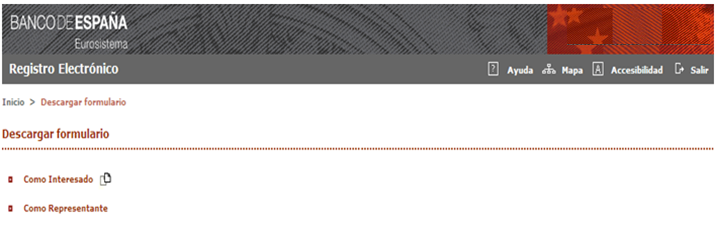 BANCO DE ESPAÑA
Eurosistema
Registro Electrónico
? Ayuda Mapa A Accesibilidad Salir
Inicio > Descargar formulario
Descargar formulario
Como Interesado
Como Representante